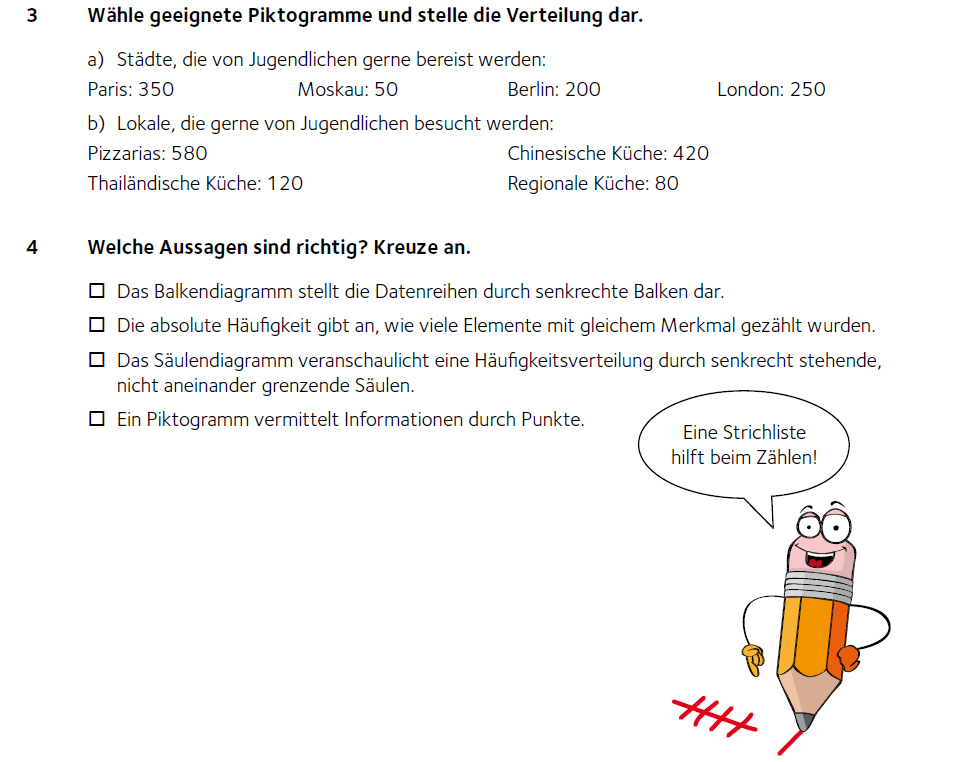 3 Wähle geeignete Piktogramme und stelle die Verteilung dar.
a) Städte, die von Jugendlichen gerne bereist werden:
Paris: 350 Moskau: 50 Berlin: 200 London: 250
b) Lokale, die gerne von Jugendlichen besucht werden:
Pizzarias: 580 Chinesische Küche: 420
Thailändische Küche: 120 Regionale Küche: 80
4 Welche Aussagen sind richtig? Kreuze an.
Das Balkendiagramm stellt die Datenreihen durch senkrechte Balken dar.
Die absolute Häufigkeit gibt an, wie viele Elemente mit gleichem Merkmal gezählt wurden.
Das Säulendiagramm veranschaulicht eine Häufigkeitsverteilung durch senkrecht stehende,
nicht aneinander grenzende Säulen.
Ein Piktogramm vermittelt Informationen durch Punkte.
Eine Strichliste
hilft beim Zählen!